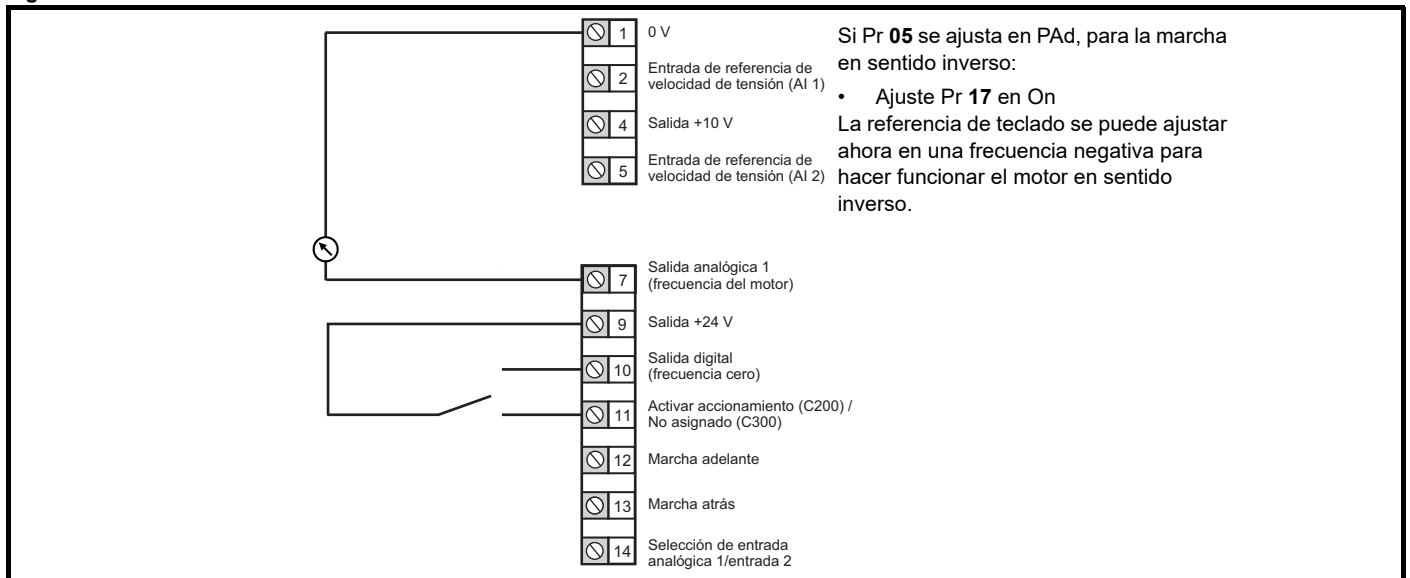 1 0 V
2 Entrada de referencia de
velocidad de tensión (AI 1)
4 Salida +10 V
5 Entrada de referencia de
velocidad de tensión (AI 2)
Si Pr 05 se ajusta en PAd, para la marcha
en sentido inverso:
• Ajuste Pr 17 en On
La referencia de teclado se puede ajustar
ahora en una frecuencia negativa para
hacer funcionar el motor en sentido
inverso.
7 Salida analógica 1
(frecuencia del motor)
9 Salida +24 V
10 Salida digital
(frecuencia cero)
11 Activar accionamiento (C200) /
No asignado (C300)
12 Marcha adelante
13 Marcha atrás
14 Selección de entrada
analógica 1/entrada 2